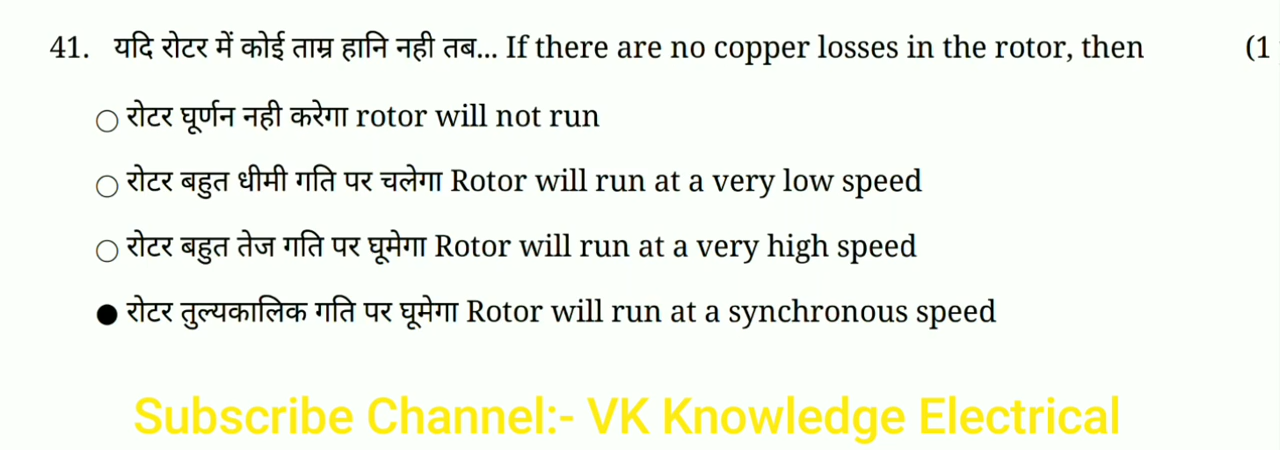 41. यदि रोटर में कोई ताम्र हानि नही तब... If there are no copper losses in the rotor, then (1
रोटर घूर्णन नही करेगा rotor will not run
रोटर बहुत धीमी गति पर चलेगा Rotor will run at a very low speed
रोटर बहुत तेज गति पर घूमेगा Rotor will run at a very high speed
रोटर तुल्यकालिक गति पर घूमेगा Rotor will run at a synchronous speed
Subscribe Channel:- VK Knowledge Electrical